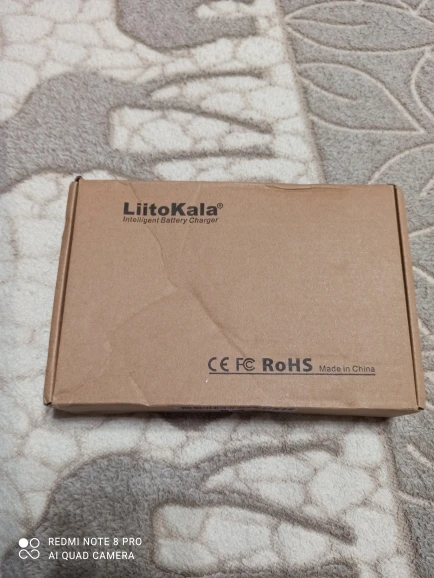 LiitoKala®
Intelligent Battery Charger
CE FC RoHS Made in China
REDMI NOTE 8 PRO
AI QUAD CAMERA